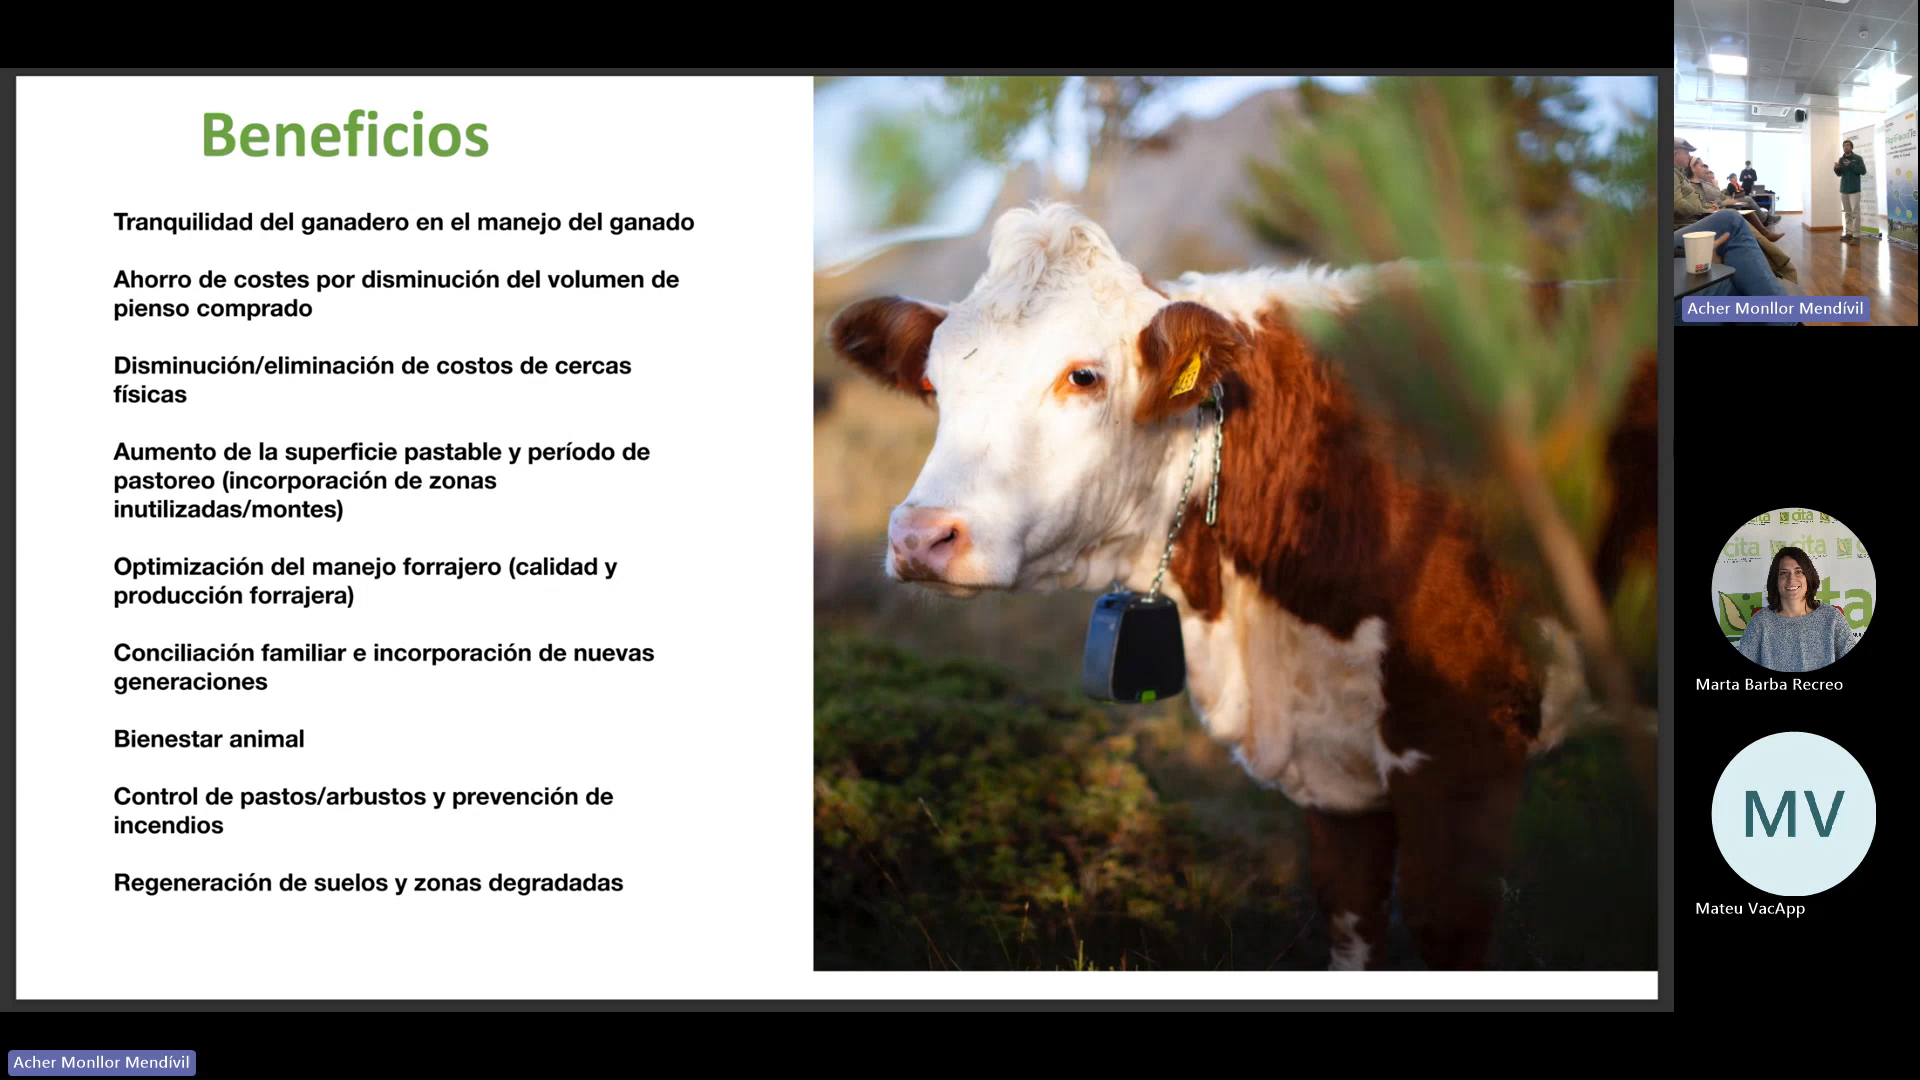 Beneficios
Tranquilidad del ganadero en el manejo del ganado
Ahorro de costes por disminución del volumen de
pienso comprado
Disminución/eliminación de costos de cercas
físicas
Aumento de la superficie pastable y período de
pastoreo (incorporación de zonas
inutilizadas/montes)
Optimización del manejo forrajero (calidad y
producción forrajera)
Conciliación familiar e incorporación de nuevas
generaciones
Bienestar animal
Control de pastos/arbustos y prevención de
incendios
Regeneración de suelos y zonas degradadas
Acher Monllor Mendívil
cita
cita
Marta Barba Recreo
MV
Mateu VacApp
Acher Monllor Mendívil